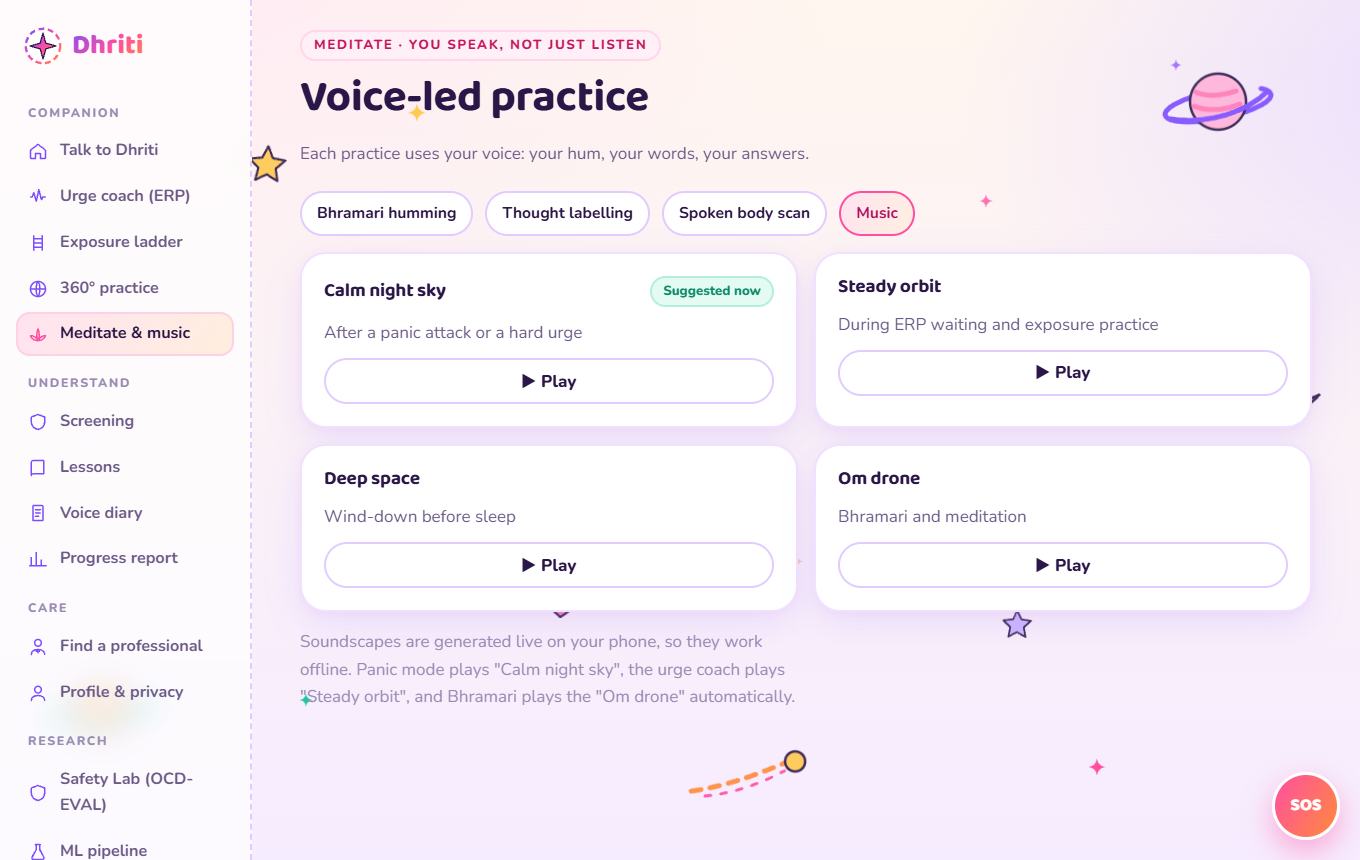 Dhriti
COMPANION
Talk to Dhriti
Urge coach (ERP)
Exposure ladder
360° practice
Meditate & music
UNDERSTAND
Screening
Lessons
Voice diary
Progress report
CARE
Find a professional
Profile & privacy
RESEARCH
Safety Lab (OCD-
EVAL)
ML pipeline
MEDITATE · YOU SPEAK, NOT JUST LISTEN
Voice-led practice
Each practice uses your voice: your hum, your words, your answers.
Bhramari humming
Thought labelling
Spoken body scan
Music
Calm night sky
Suggested now
After a panic attack or a hard urge
▶ Play
Steady orbit
During ERP waiting and exposure practice
▶ Play
Deep space
Wind-down before sleep
▶ Play
Om drone
Bhramari and meditation
▶ Play
Soundscapes are generated live on your phone, so they work
offline. Panic mode plays "Calm night sky", the urge coach plays
"Steady orbit", and Bhramari plays the "Om drone" automatically.
SOS